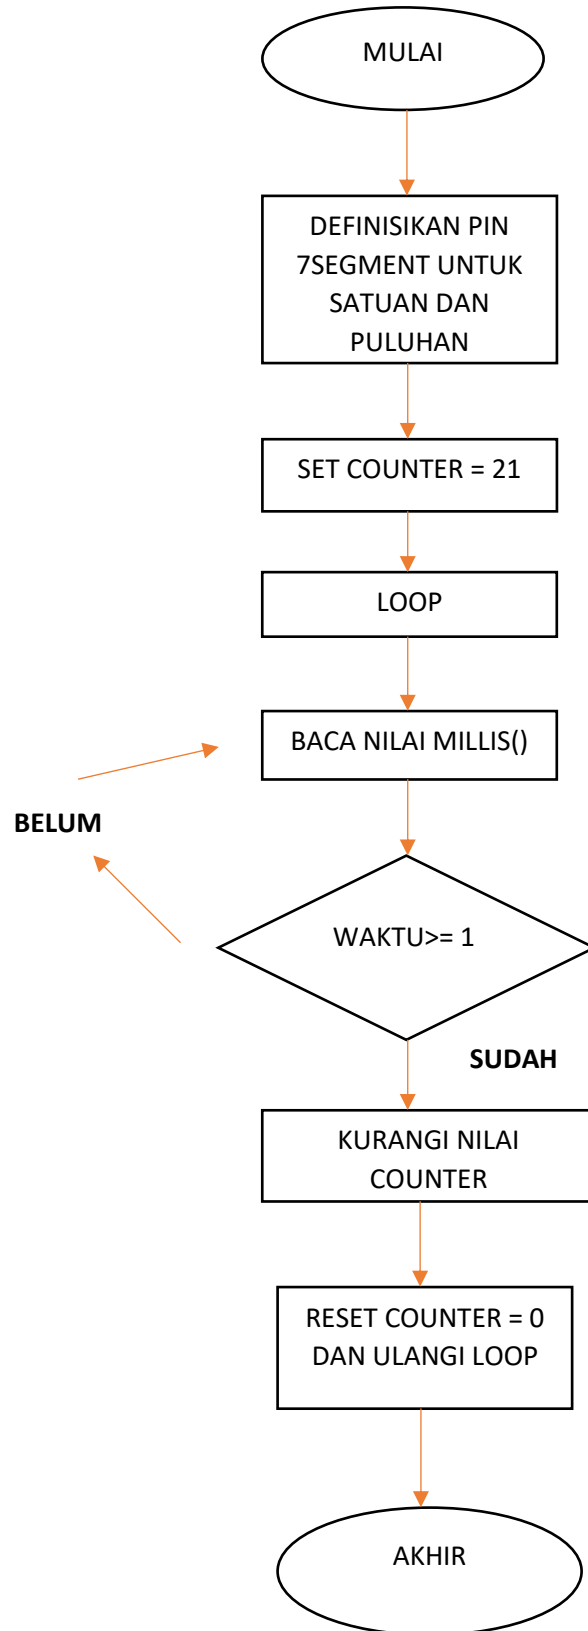 MULAI
DEFINISIKAN PIN
7SEGMENT UNTUK
SATUAN DAN
PULUHAN
SET COUNTER = 21
LOOP
BACA NILAI MILLIS()
BELUM
WAKTU>= 1
SUDAH
KURANGI NILAI
COUNTER
RESET COUNTER = 0
DAN ULANGI LOOP
AKHIR